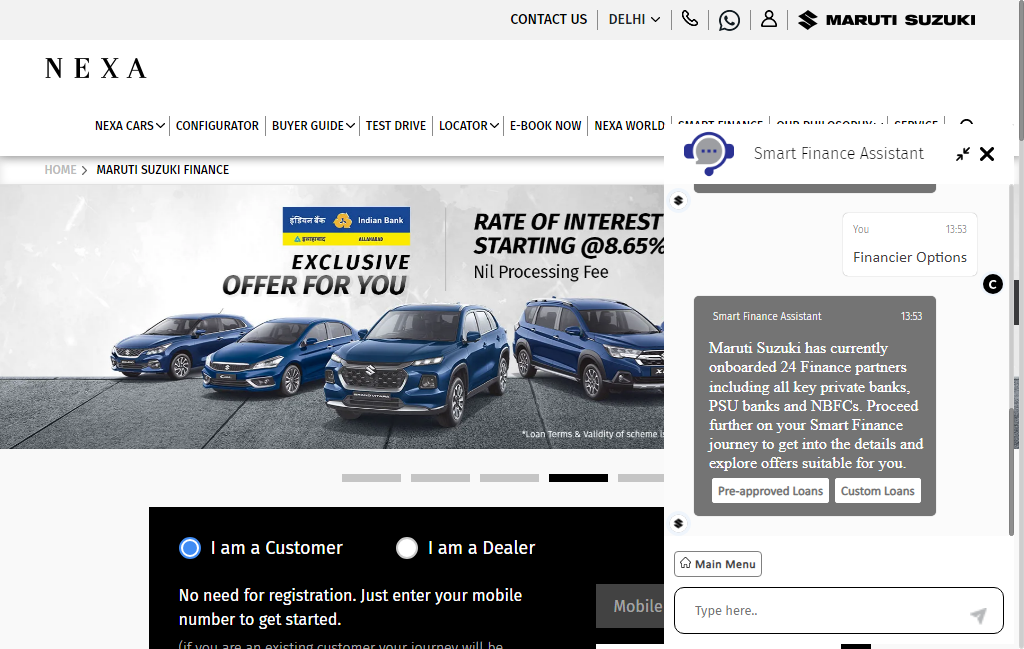 CONTACT US
DELHI
MARUTI SUZUKI
NEXA
NEXA CARS
CONFIGURATOR
BUYER GUIDE
TEST DRIVE
LOCATOR
E-BOOK NOW
NEXA WORLD
SMART FINANCE
OUR PHILOSOPHY
SERVICE
HOME
MARUTI SUZUKI FINANCE
इंडियन बैंक
Indian Bank
इलाहाबाद
ALLAHABAD
EXCLUSIVE
OFFER FOR YOU
RATE OF INTEREST
STARTING @8.65%
Nil Processing Fee
*Loan Terms & Validity of scheme
I am a Customer
I am a Dealer
No need for registration. Just enter your mobile
number to get started.
(if you are an existing customer your journey will be
Mobile
Smart Finance Assistant
You
13:53
Financier Options
C
Smart Finance Assistant
13:53
Maruti Suzuki has currently
onboarded 24 Finance partners
including all key private banks,
PSU banks and NBFCs. Proceed
further on your Smart Finance
journey to get into the details and
explore offers suitable for you.
Pre-approved Loans
Custom Loans
Main Menu
Type here..